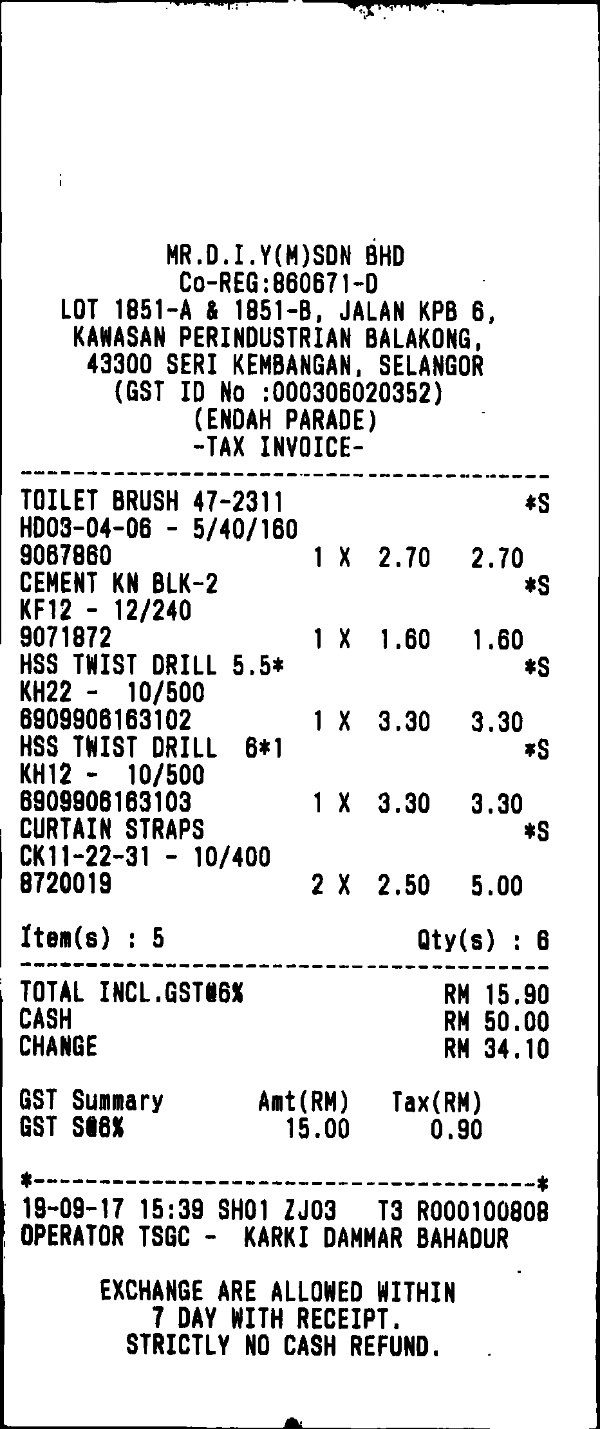 MR.D.I.Y(M)SDN BHD
Co-REG:860671-D
LOT 1851-A & 1851-B, JALAN KPB 6,
KAWASAN PERINDUSTRIAN BALAKONG,
43300 SERI KEMBANGAN, SELANGOR
(GST ID No :000306020352)
(ENDAH PARADE)
-TAX INVOICE-
TOILET BRUSH 47-2311 *S
HD03-04-06 - 5/40/160
9067860 1 X 2.70 2.70
CEMENT KN BLK-2 *S
KF12 - 12/240
9071872 1 X 1.60 1.60
HSS TWIST DRILL 5.5* *S
KH22 - 10/500
6909906163102 1 X 3.30 3.30
HSS TWIST DRILL 6*1 *S
KH12 - 10/500
6909906163103 1 X 3.30 3.30
CURTAIN STRAPS *S
CK11-22-31 - 10/400
8720019 2 X 2.50 5.00
Item(s) : 5 Qty(s) : 6
TOTAL INCL.GST@6% RM 15.90
CASH RM 50.00
CHANGE RM 34.10
GST Summary Amt(RM) Tax(RM)
GST S@6% 15.00 0.90
*--------------------------------------*
19-09-17 15:39 SH01 ZJ03 T3 R000100808
OPERATOR TSGC - KARKI DAMMAR BAHADUR
EXCHANGE ARE ALLOWED WITHIN
7 DAY WITH RECEIPT.
STRICTLY NO CASH REFUND.